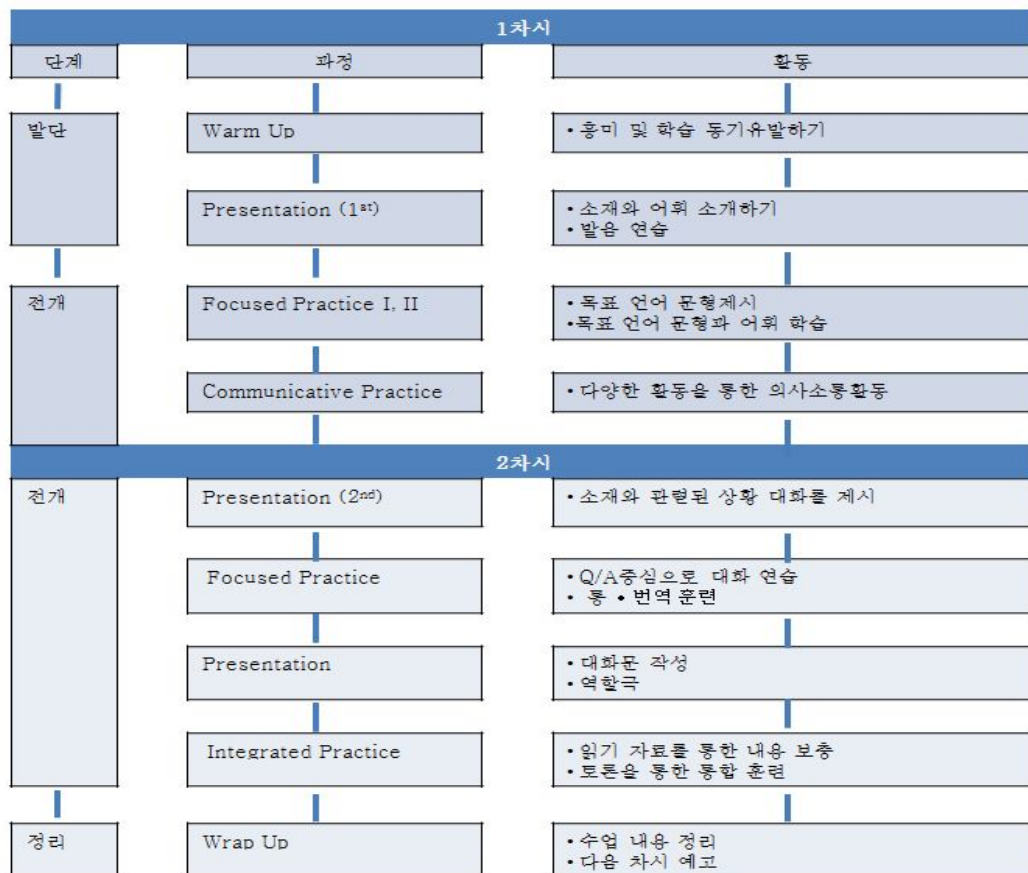 1차시
단계 과정 활동
발단 Warm Up • 흥미 및 학습 동기유발하기
Presentation (1st) • 소재와 어휘 소개하기
• 발음 연습
전개 Focused Practice I, II • 목표 언어 문형제시
•목표 언어 문형과 어휘 학습
Communicative Practice • 다양한 활동을 통한 의사소통활동
2차시
전개 Presentation (2nd) • 소재와 관련된 상황 대화를 제시
Focused Practice • Q/A중심으로 대화 연습
• 통 • 번역 훈련
Presentation • 대화문 작성
• 역할극
Integrated Practice • 읽기 자료를 통한 내용 보충
• 토론을 통한 통합 훈련
정리 Wrap Up • 수업 내용 정리
• 다음 차시 예고